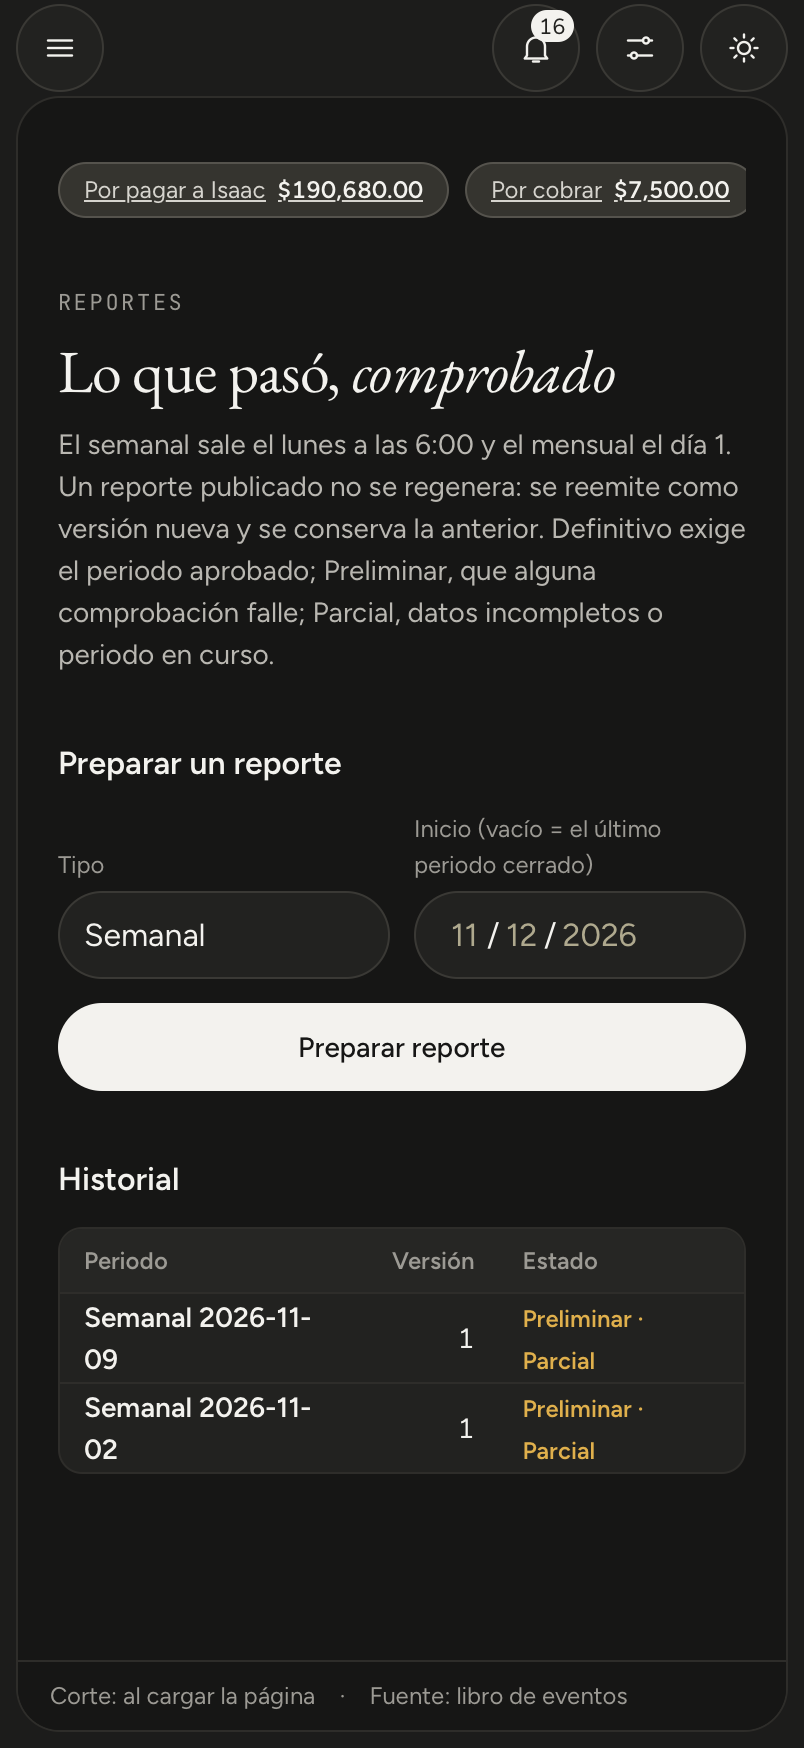 16
Por pagar a Isaac $190,680.00 Por cobrar $7,500.00
REPORTES
Lo que pasó, comprobado
El semanal sale el lunes a las 6:00 y el mensual el día 1.
Un reporte publicado no se regenera: se reemite como
versión nueva y se conserva la anterior. Definitivo exige
el periodo aprobado; Preliminar, que alguna
comprobación falle; Parcial, datos incompletos o
periodo en curso.
Preparar un reporte
Tipo
Inicio (vacío = el último
periodo cerrado)
Semanal
11 / 12 / 2026
Preparar reporte
Historial
Periodo Versión Estado
Semanal 2026-11-
09
1
Preliminar ·
Parcial
Semanal 2026-11-
02
1
Preliminar ·
Parcial
Corte: al cargar la página · Fuente: libro de eventos